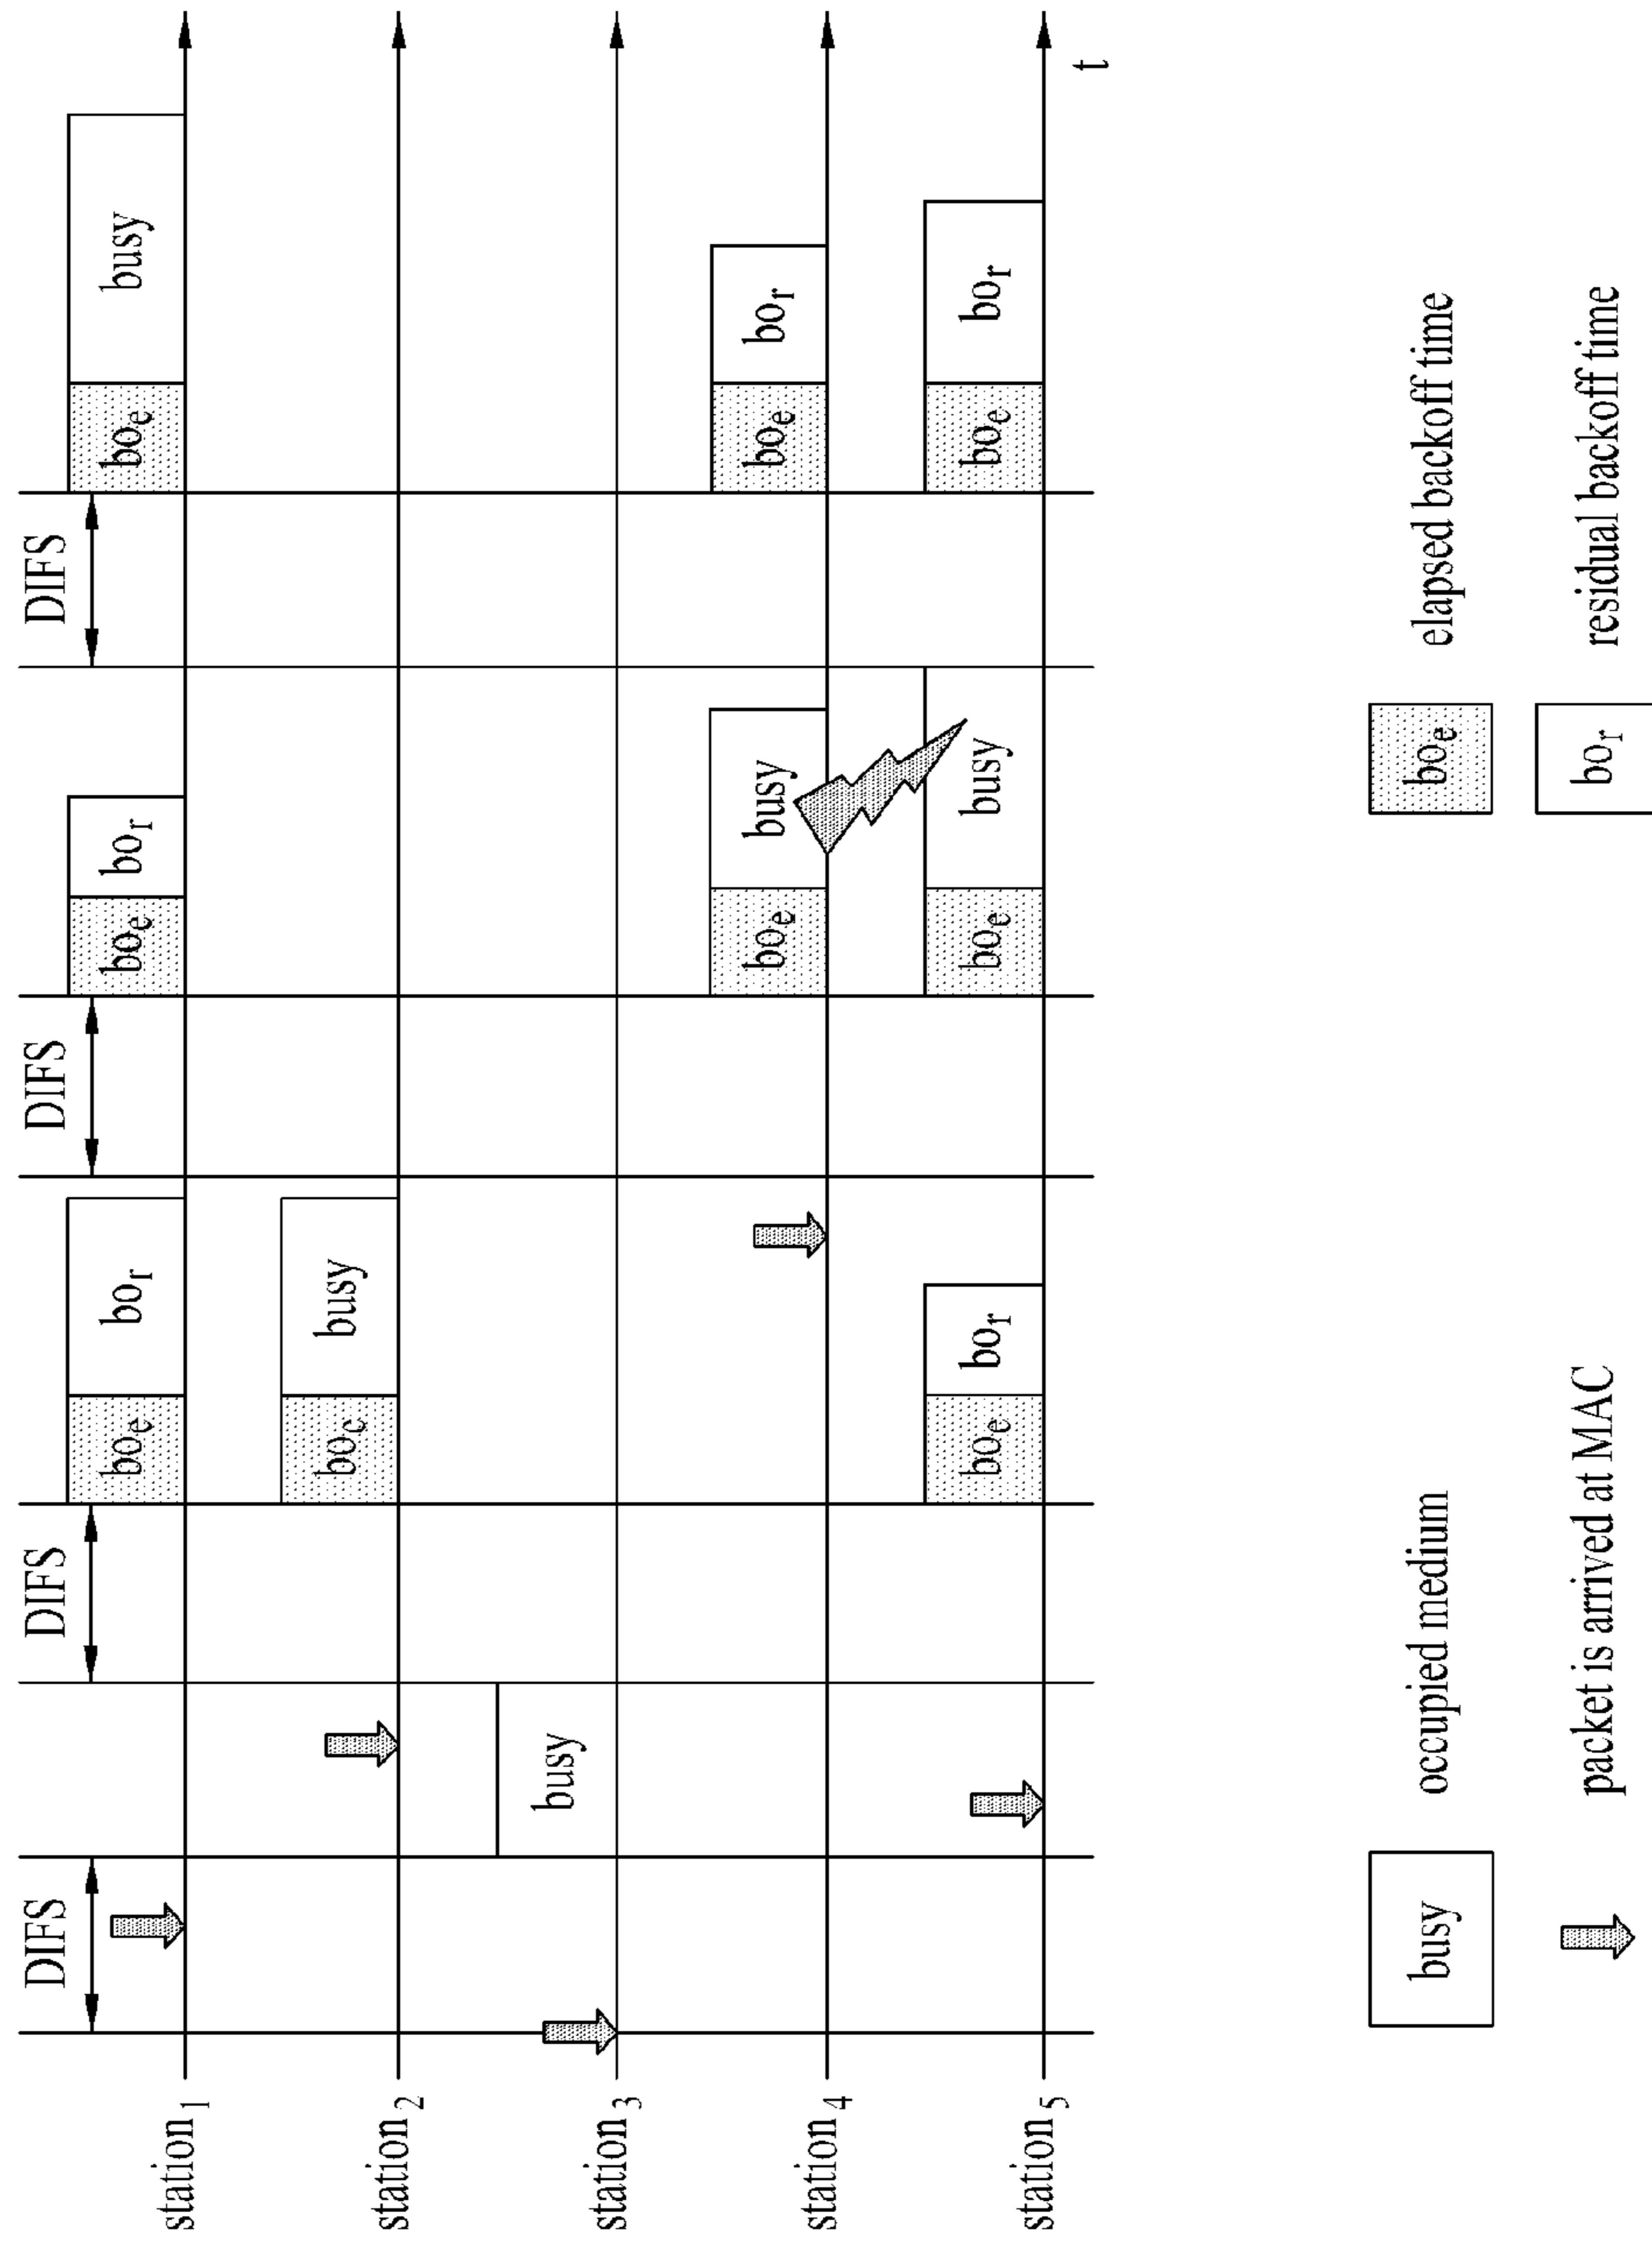 DIFS DIFS DIFS DIFS
station1 boe bor boe bor boe busy
station2 boc busy
station3 busy
station4 boe busy boe bor
station5 boe bor boe busy boe bor
t
busy occupied medium boe elapsed backoff time
packet is arrived at MAC bor residual backoff time